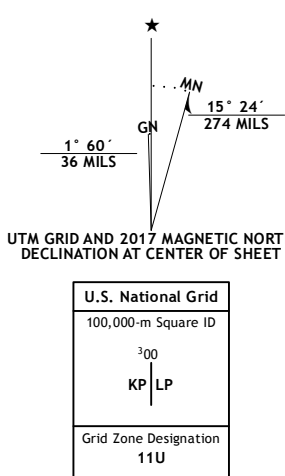 ★
MN
GN
15° 24´
274 MILS
1° 60´
36 MILS
UTM GRID AND 2017 MAGNETIC NORT
DECLINATION AT CENTER OF SHEET
U.S. National Grid
100,000-m Square ID
³00
KP LP
Grid Zone Designation
11U